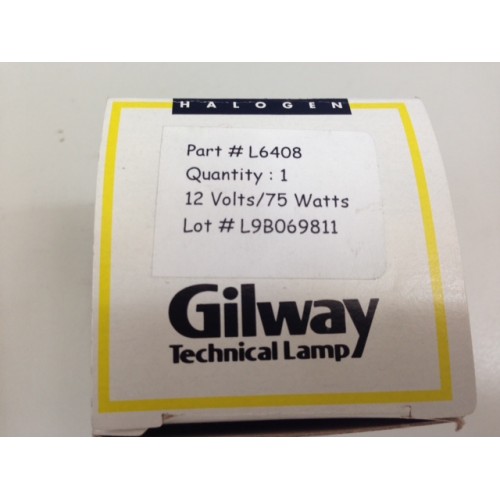 HALOGEN
Part # L6408
Quantity : 1
12 Volts/75 Watts
Lot # L9B069811
Gilway
Technical Lamp